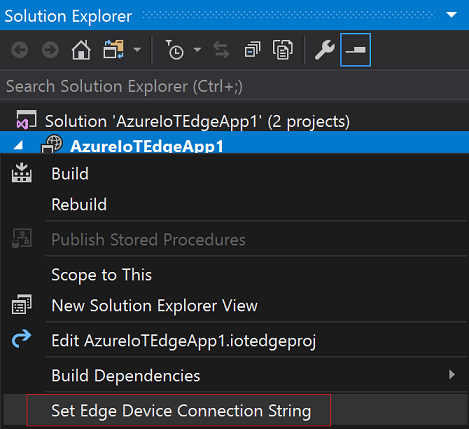 Solution Explorer
Search Solution Explorer (Ctrl+;)
Solution 'AzureIoTEdgeApp1' (2 projects)
AzureIoTEdgeApp1
Build
Rebuild
Publish Stored Procedures
Scope to This
New Solution Explorer View
Edit AzureIoTEdgeApp1.iotedgeproj
Build Dependencies
Set Edge Device Connection String